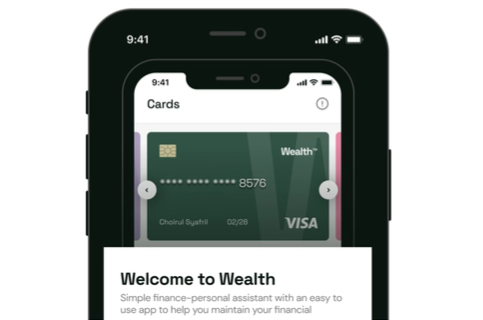 9:41
9:41
Cards
Wealth™
**** **** **** 8576
Choirul Syafril 02/28
VISA
Welcome to Wealth
Simple finance-personal assistant with an easy to
use app to help you maintain your financial